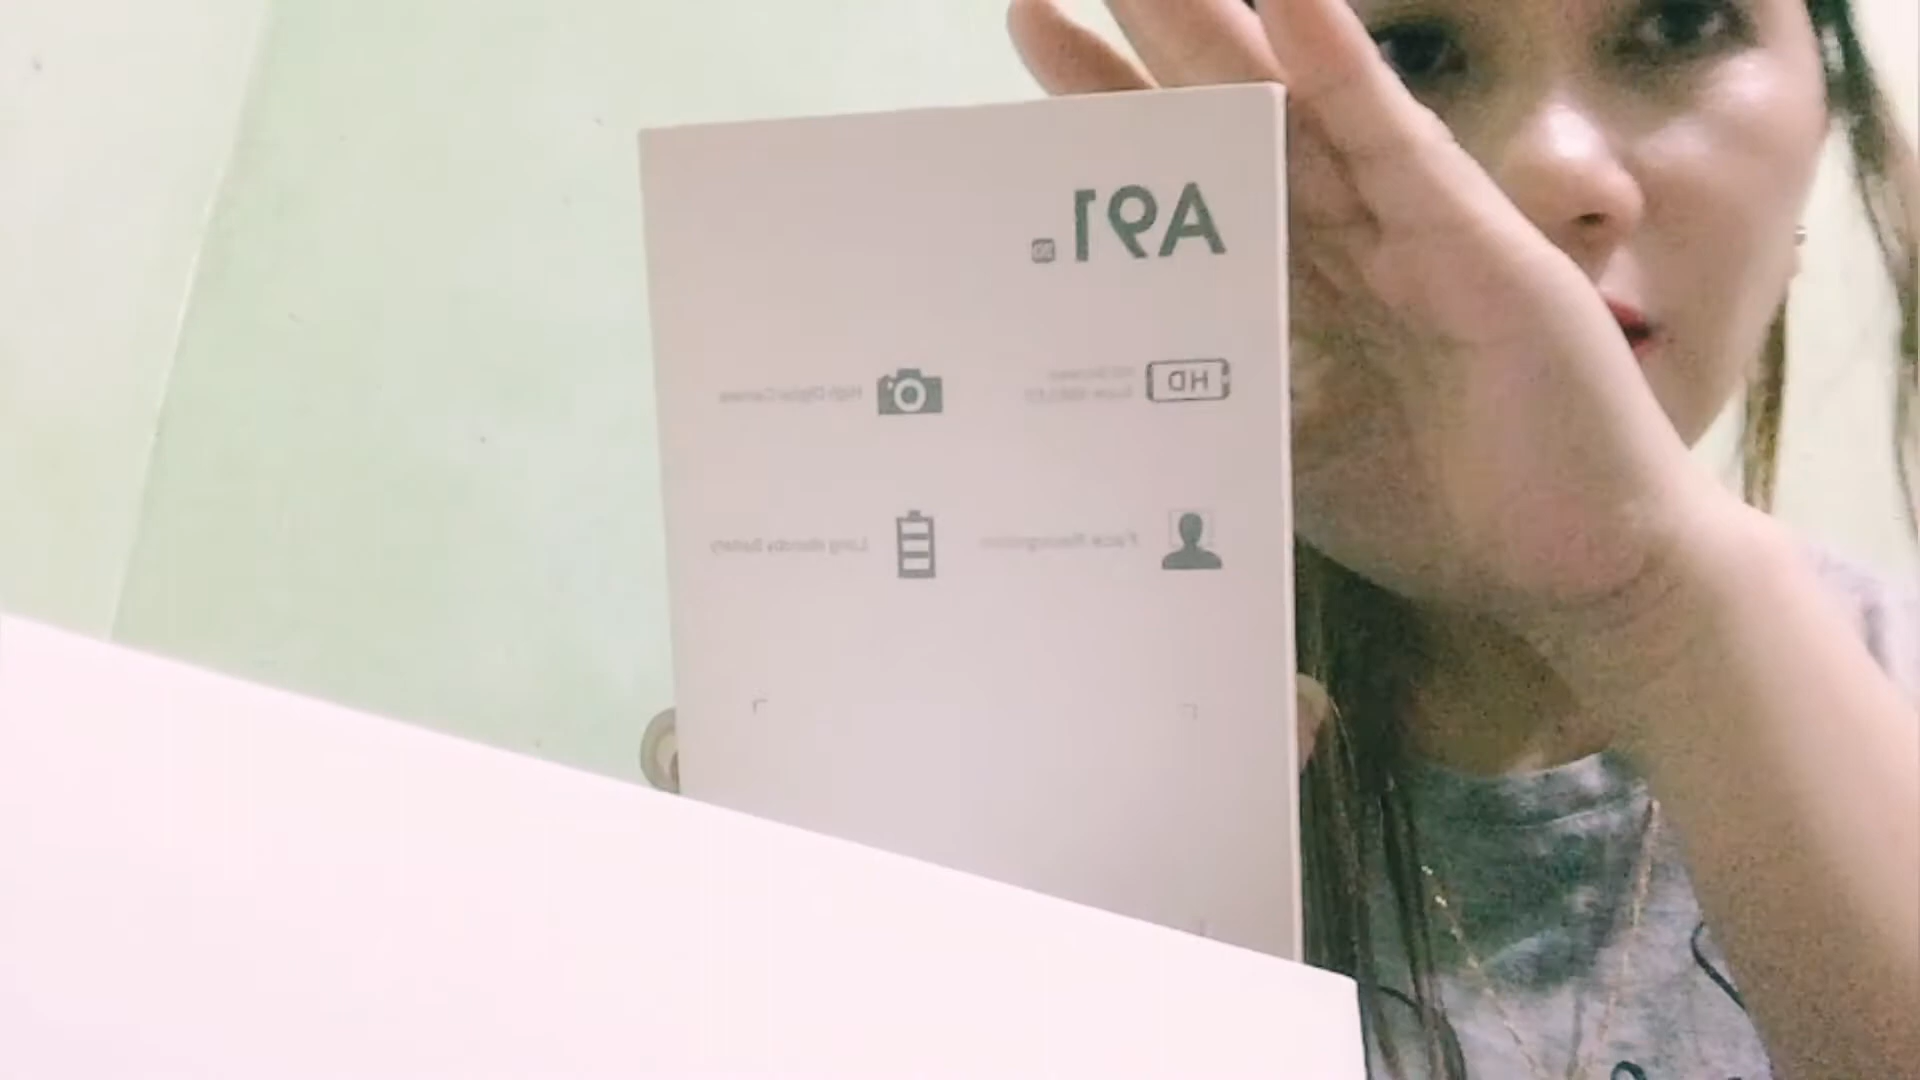 A91
HD
High Digital Camera
Face Recognition
Long standby Battery